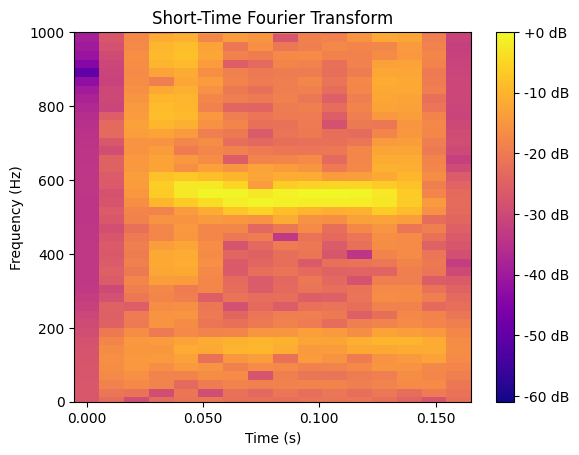 Short-Time Fourier Transform
1000
800
600
400
200
0
Frequency (Hz)
0.000
0.050
0.100
0.150
Time (s)
+0 dB
-10 dB
-20 dB
-30 dB
-40 dB
-50 dB
-60 dB